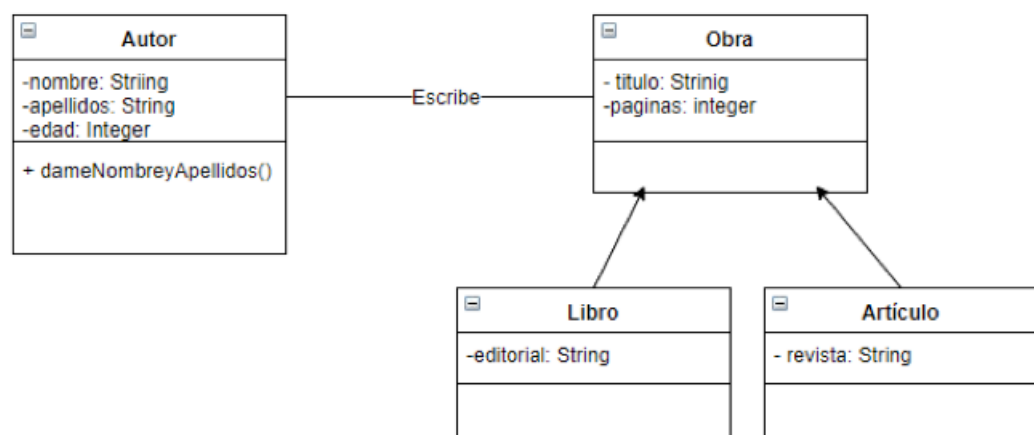 Autor
-nombre: Striing
-apellidos: String
-edad: Integer
+ dameNombreyApellidos()
Escribe
Obra
- titulo: Strinig
-paginas: integer
Libro
-editorial: String
Artículo
- revista: String